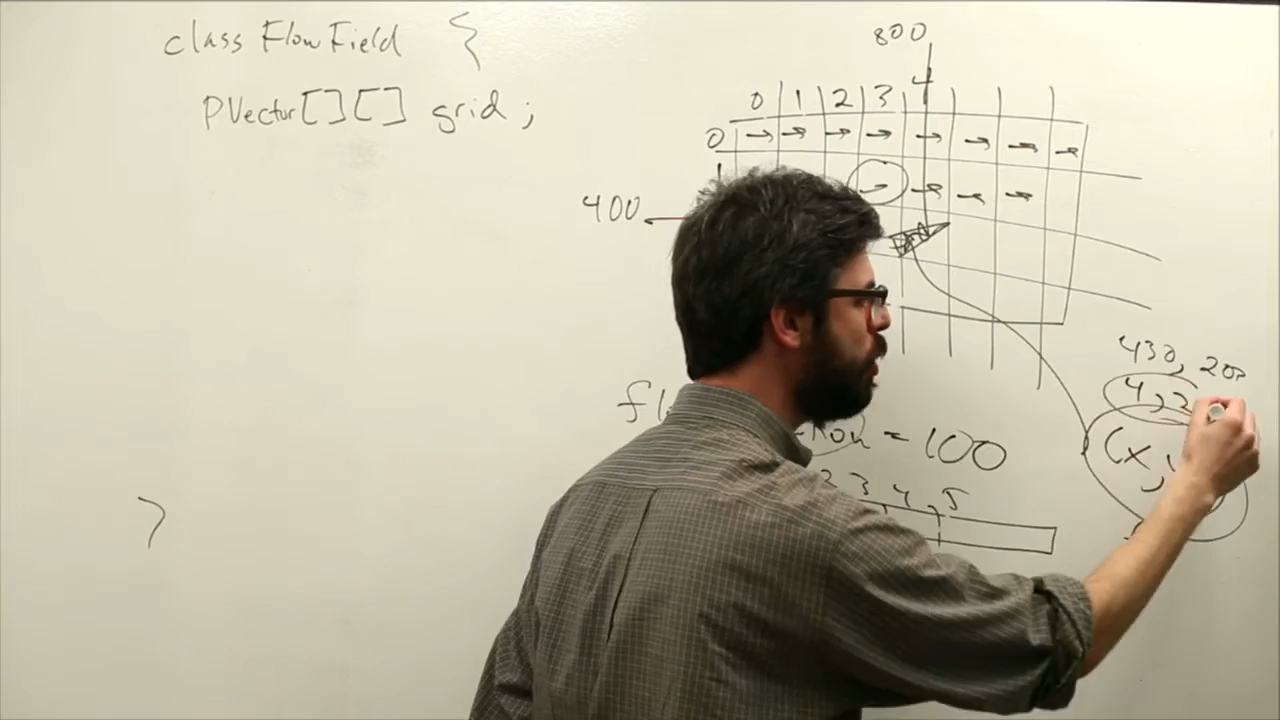 class FlowField {
PVector[][] grid;
}
800
0 1 2 3 4
0
1
400
430, 200
4, 2
(x,
= 100
2 3 4 5